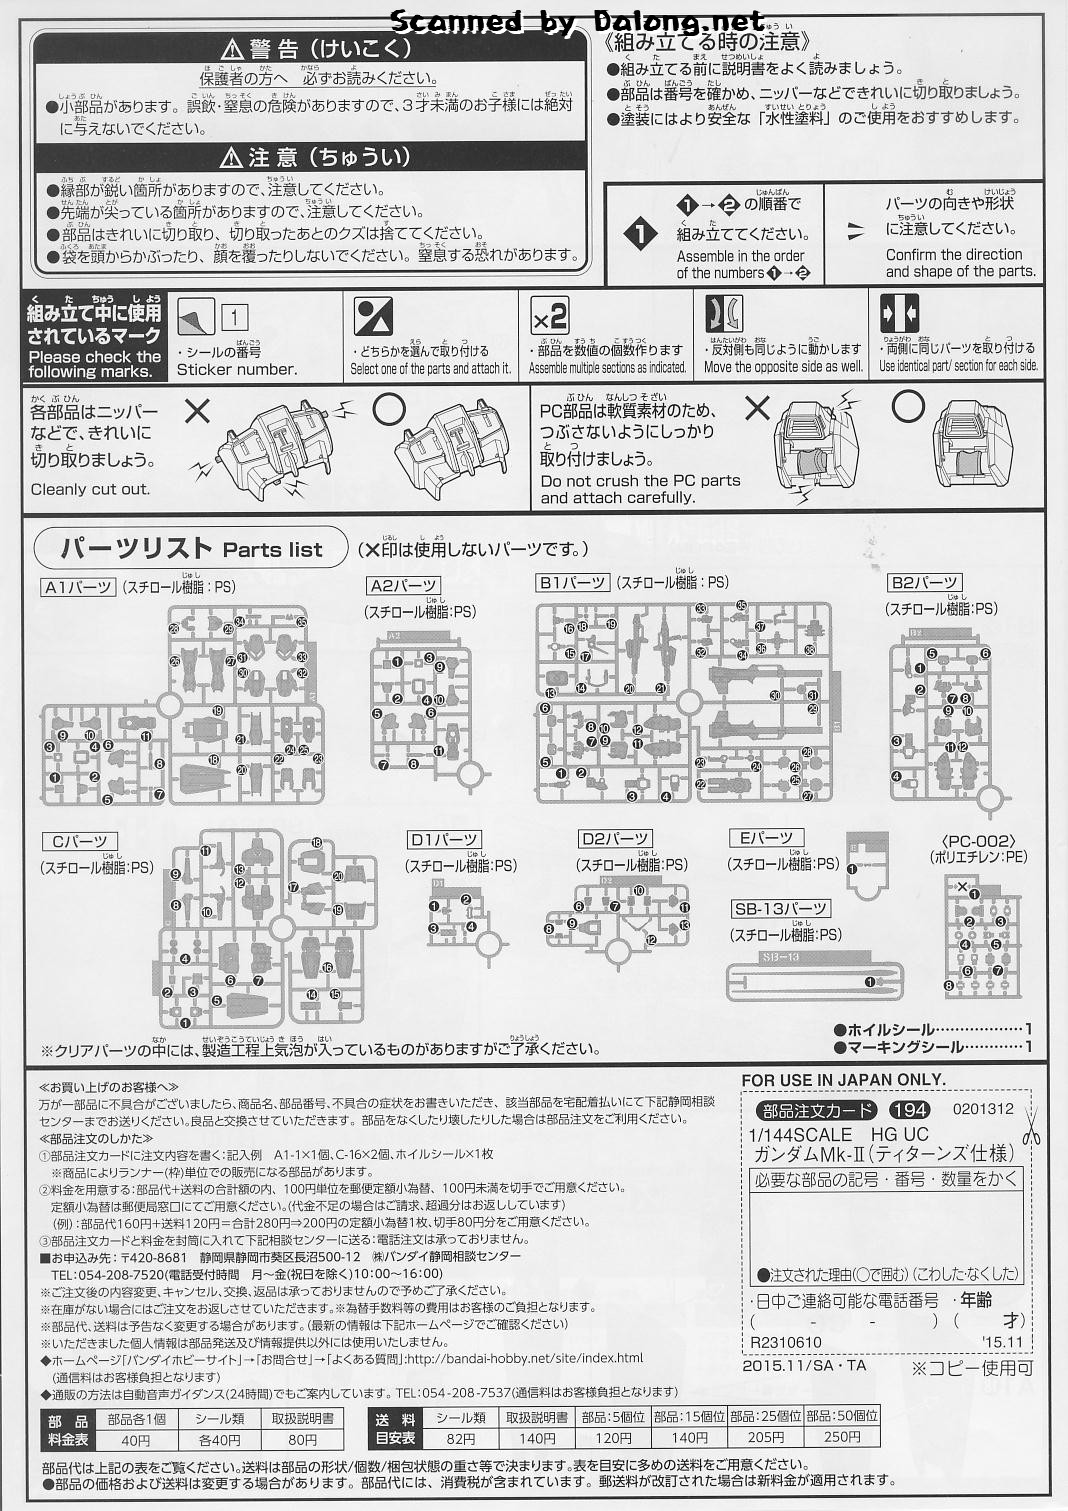 Scanned by Dalong.net
⚠警告(けいこく)
保護者の方へ 必ずお読みください。
●小部品があります。誤飲・窒息の危険がありますので、3才未満のお子様には絶対
に与えないでください。
⚠注意(ちゅうい)
●縁部が鋭い箇所がありますので、注意してください。
●先端が尖っている箇所がありますので、注意してください。
●部品はきれいに切り取り、切り取ったあとのクズは捨ててください。
●袋を頭からかぶったり、顔を覆ったりしないでください。窒息する恐れがあります。
《組み立てる時の注意》
●組み立てる前に説明書をよく読みましょう。
●部品は番号を確かめ、ニッパーなどできれいに切り取りましょう。
●塗装にはより安全な「水性塗料」のご使用をおすすめします。
1
1→2の順番で
組み立ててください。
Assemble in the order
of the numbers 1→2
パーツの向きや形状
に注意してください。
Confirm the direction
and shape of the parts.
組み立て中に使用
されているマーク
Please check the
following marks.
1
・シールの番号
Sticker number.
・どちらかを選んで取り付ける
Select one of the parts and attach it.
×2
・部品を数値の個数作ります
Assemble multiple sections as indicated.
・反対側も同じように動かします
Move the opposite side as well.
・両側に同じパーツを取り付ける
Use identical part/ section for each side.
各部品はニッパー
などで、きれいに
切り取りましょう。
Cleanly cut out.
PC部品は軟質素材のため、
つぶさないようにしっかり
取り付けましょう。
Do not crush the PC parts
and attach carefully.
パーツリスト Parts list (×印は使用しないパーツです。)
A1パーツ (スチロール樹脂:PS)
A2パーツ
(スチロール樹脂:PS)
B1パーツ (スチロール樹脂:PS)
B2パーツ
(スチロール樹脂:PS)
Cパーツ
(スチロール樹脂:PS)
D1パーツ
(スチロール樹脂:PS)
D2パーツ
(スチロール樹脂:PS)
Eパーツ
(スチロール樹脂:PS)
SB-13パーツ
(スチロール樹脂:PS)
SB-13
〈PC-002〉
(ポリエチレン:PE)
●ホイルシール………………1
●マーキングシール…………1
※クリアパーツの中には、製造工程上気泡が入っているものがありますがご了承ください。
≪お買い上げのお客様へ≫
万が一部品に不具合がございましたら、商品名、部品番号、不具合の症状をお書きいただき、該当部品を宅配着払いにて下記静岡相談
センターまでお送りください。良品と交換させていただきます。部品をなくしたり壊したりした場合は部品注文をご利用ください。
≪部品注文のしかた≫
①部品注文カードに注文内容を書く:記入例 A1-1×1個、C-16×2個、ホイルシール×1枚
※商品によりランナー(枠)単位での販売になる部品があります。
②料金を用意する:部品代+送料の合計額の内、100円単位を郵便定額小為替、100円未満を切手でご用意ください。
定額小為替は郵便局窓口にてご用意ください。(代金不足の場合はご請求、超過分はお返しています)
(例):部品代160円+送料120円=合計280円⇒200円の定額小為替1枚、切手80円分をご用意ください。
③部品注文カードと料金を封筒に入れて下記相談センターに送る:電話注文は承っておりません。
■お申込み先:〒420-8681 静岡県静岡市葵区長沼500-12 ㈱バンダイ静岡相談センター
TEL:054-208-7520(電話受付時間 月〜金(祝日を除く)10:00〜16:00)
※ご注文後の内容変更、キャンセル、交換、返品は承っておりませんので予めご了承ください。
※在庫がない場合にはご注文をお返しさせていただきます。※為替手数料等の費用はお客様のご負担となります。
※部品代、送料は予告なく変更する場合があります。(最新の情報は下記ホームページでご確認ください)
※いただきました個人情報は部品発送及び情報提供以外には使用いたしません。
◆ホームページ「バンダイホビーサイト」→「お問合せ」→「よくある質問」:http://bandai-hobby.net/site/index.html
(通信料はお客様負担となります)
◆通販の方法は自動音声ガイダンス(24時間)でもご案内しています。TEL:054-208-7537(通信料はお客様負担となります)
FOR USE IN JAPAN ONLY.
部品注文カード 194 0201312
1/144SCALE HG UC
ガンダムMk-Ⅱ(ティターンズ仕様)
必要な部品の記号・番号・数量をかく
●注文された理由(○で囲む)(こわした・なくした)
・日中ご連絡可能な電話番号 ・年齢
( - - ) ( 才)
R2310610 '15.11
2015.11/SA・TA ※コピー使用可
部品料金表 部品各1個 シール類 取扱説明書
40円 各40円 80円
送料目安表 シール類 取扱説明書 部品:5個位 部品:15個位 部品:25個位 部品:50個位
82円 140円 120円 140円 205円 250円
部品代は上記の表をご覧ください。送料は部品の形状/個数/梱包状態の重さ等で決まります。表を目安に多めの送料をご用意ください。
●部品の価格および送料は変更する場合があります。部品代には、消費税が含まれています。郵送料が改訂された場合は新料金が適用されます。